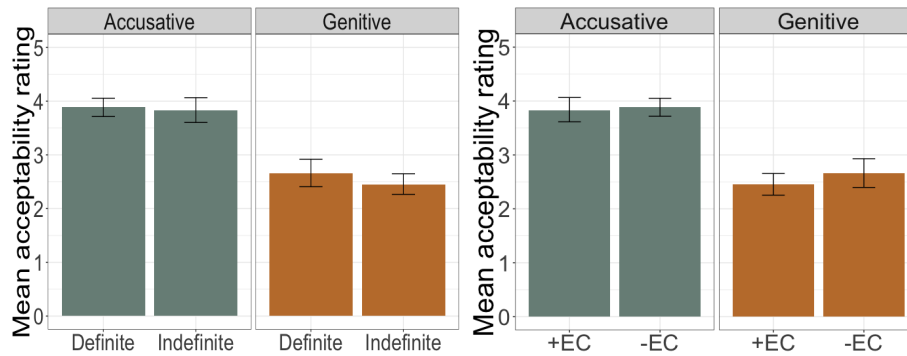 Accusative Genitive
Mean acceptability rating
5
4
3
2
1
0
Definite Indefinite Definite Indefinite
Accusative Genitive
Mean acceptability rating
5
4
3
2
1
0
+EC -EC +EC -EC